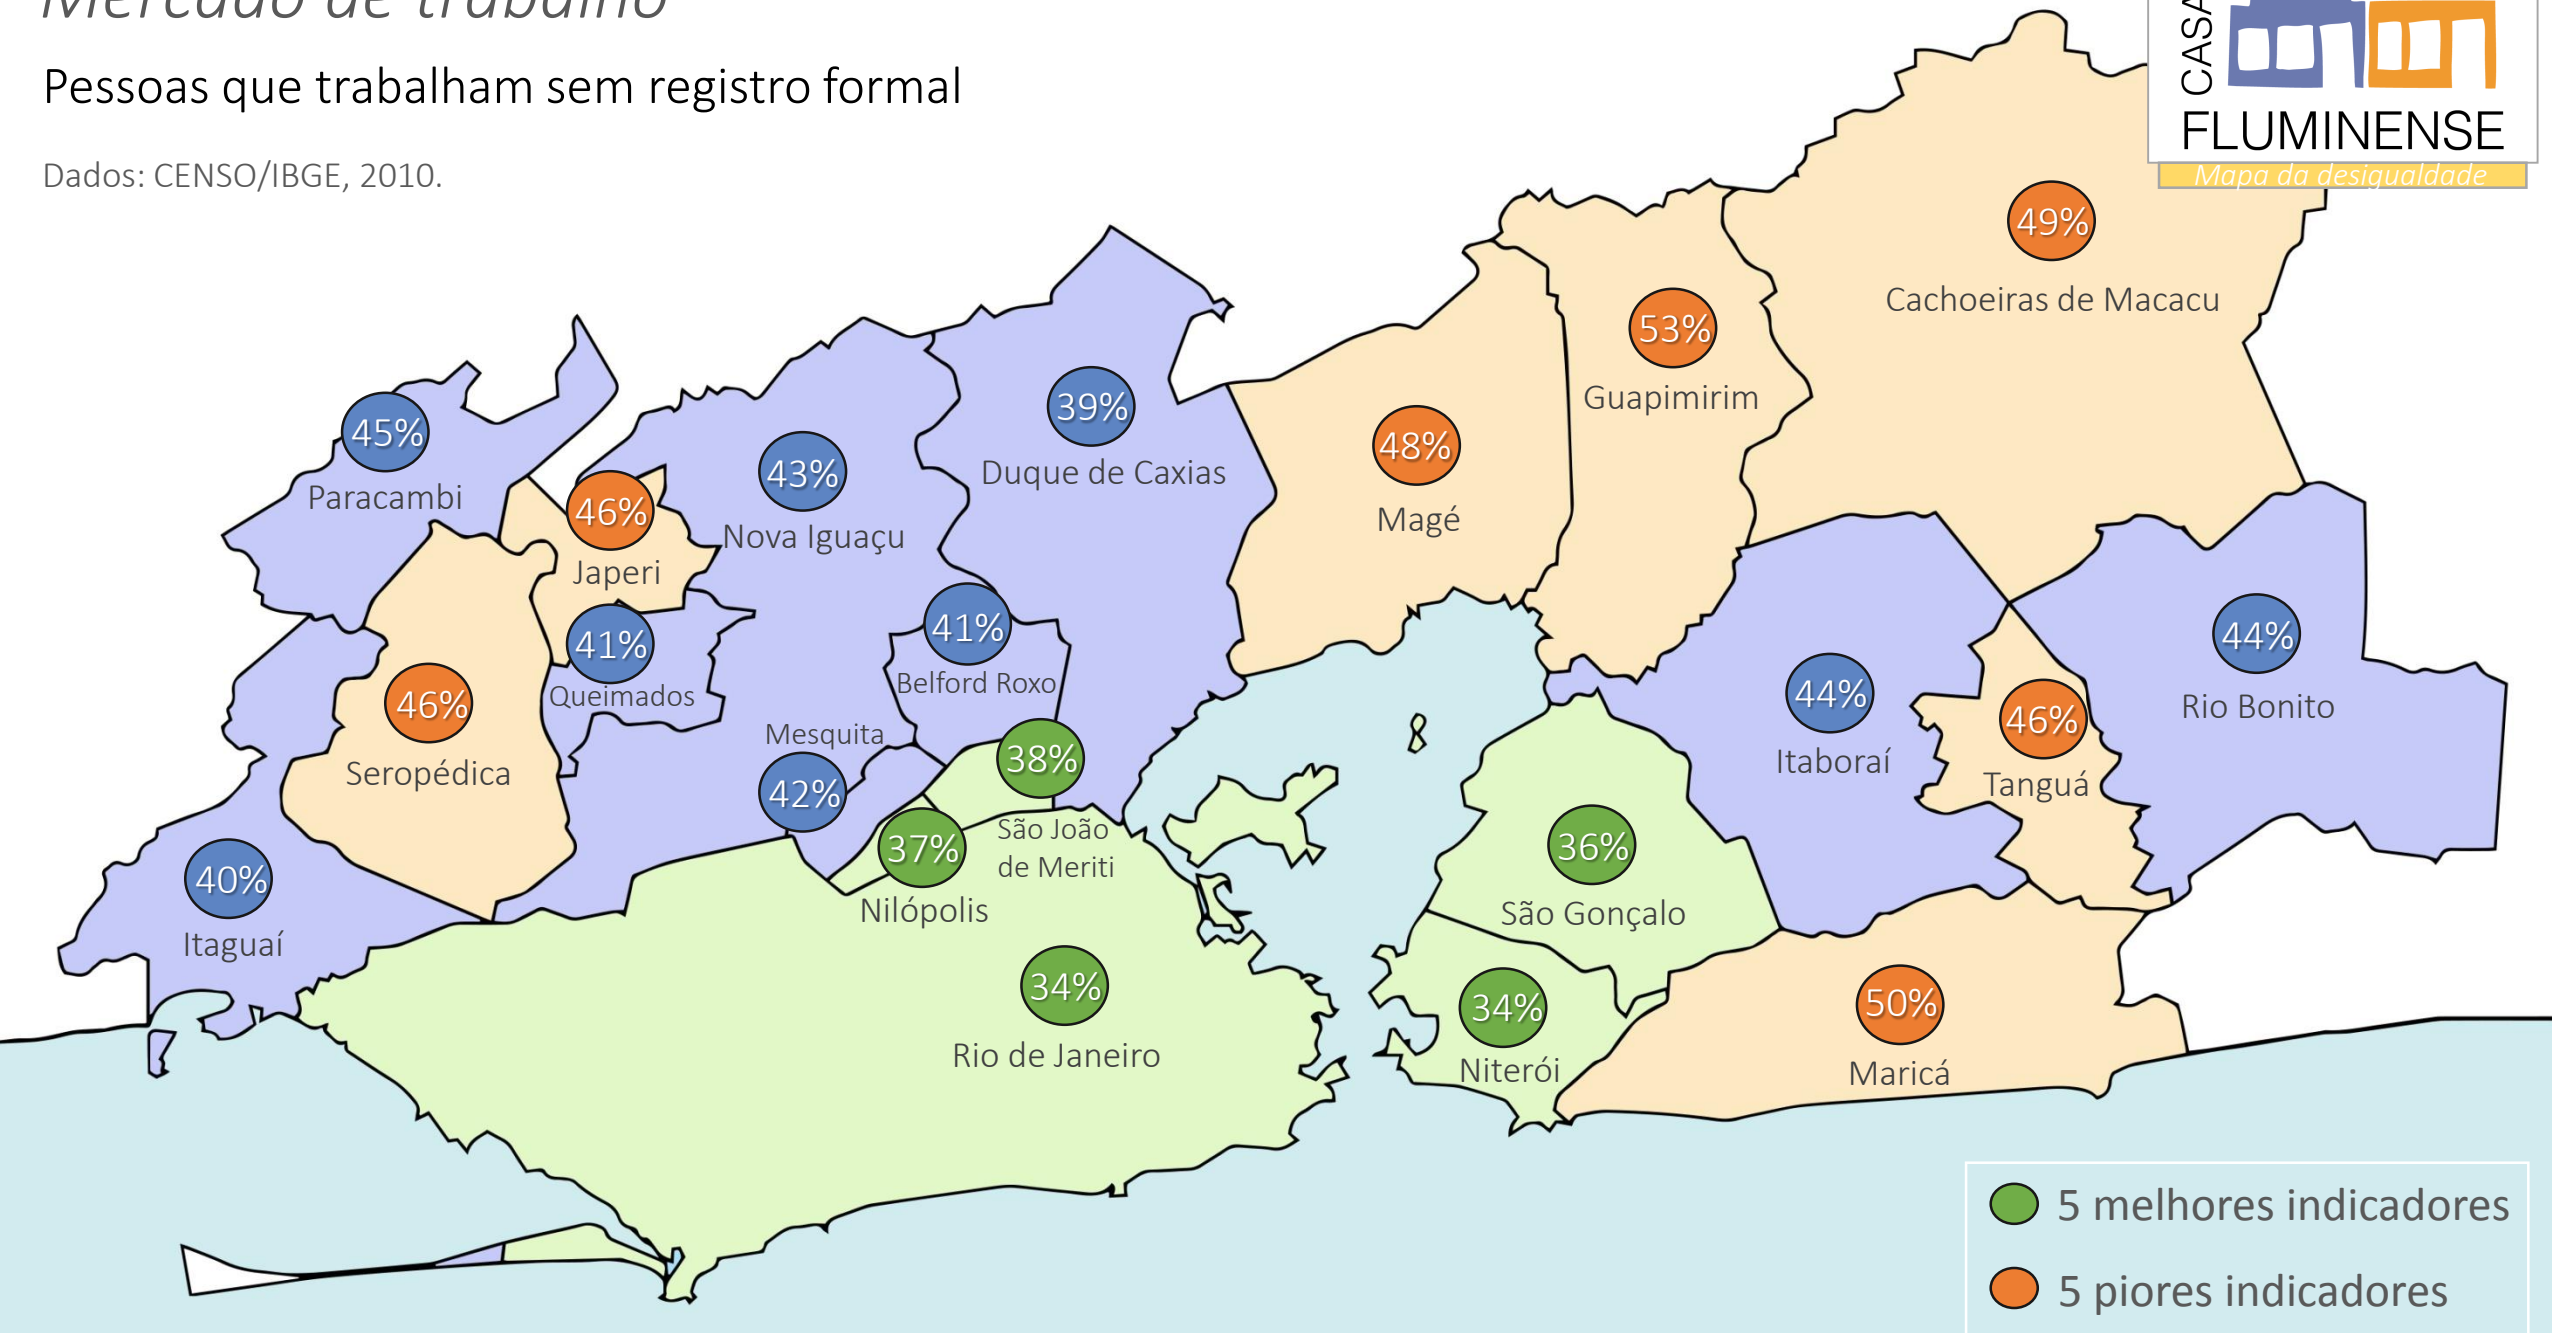 Mercado de trabalho
Pessoas que trabalham sem registro formal
Dados: CENSO/IBGE, 2010.
CASA
FLUMINENSE
Mapa da desigualdade
49%
Cachoeiras de Macacu
53%
Guapimirim
39%
Duque de Caxias
48%
Magé
45%
Paracambi
43%
Nova Iguaçu
46%
Japeri
41%
Queimados
41%
Belford Roxo
44%
Rio Bonito
44%
Itaboraí
46%
Tanguá
46%
Seropédica
Mesquita
42%
38%
São João
de Meriti
37%
Nilópolis
36%
São Gonçalo
40%
Itaguaí
34%
Rio de Janeiro
34%
Niterói
50%
Maricá
5 melhores indicadores
5 piores indicadores